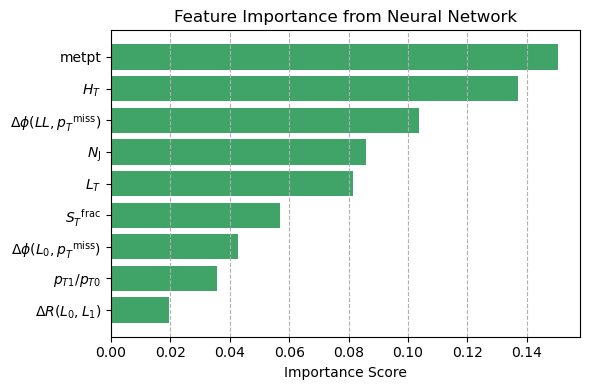 Feature Importance from Neural Network
metpt
H_T
Δϕ(LL, p_T^miss)
N_J
L_T
S_T^frac
Δϕ(L_0, p_T^miss)
p_T1/p_T0
ΔR(L_0, L_1)
0.00 0.02 0.04 0.06 0.08 0.10 0.12 0.14
Importance Score